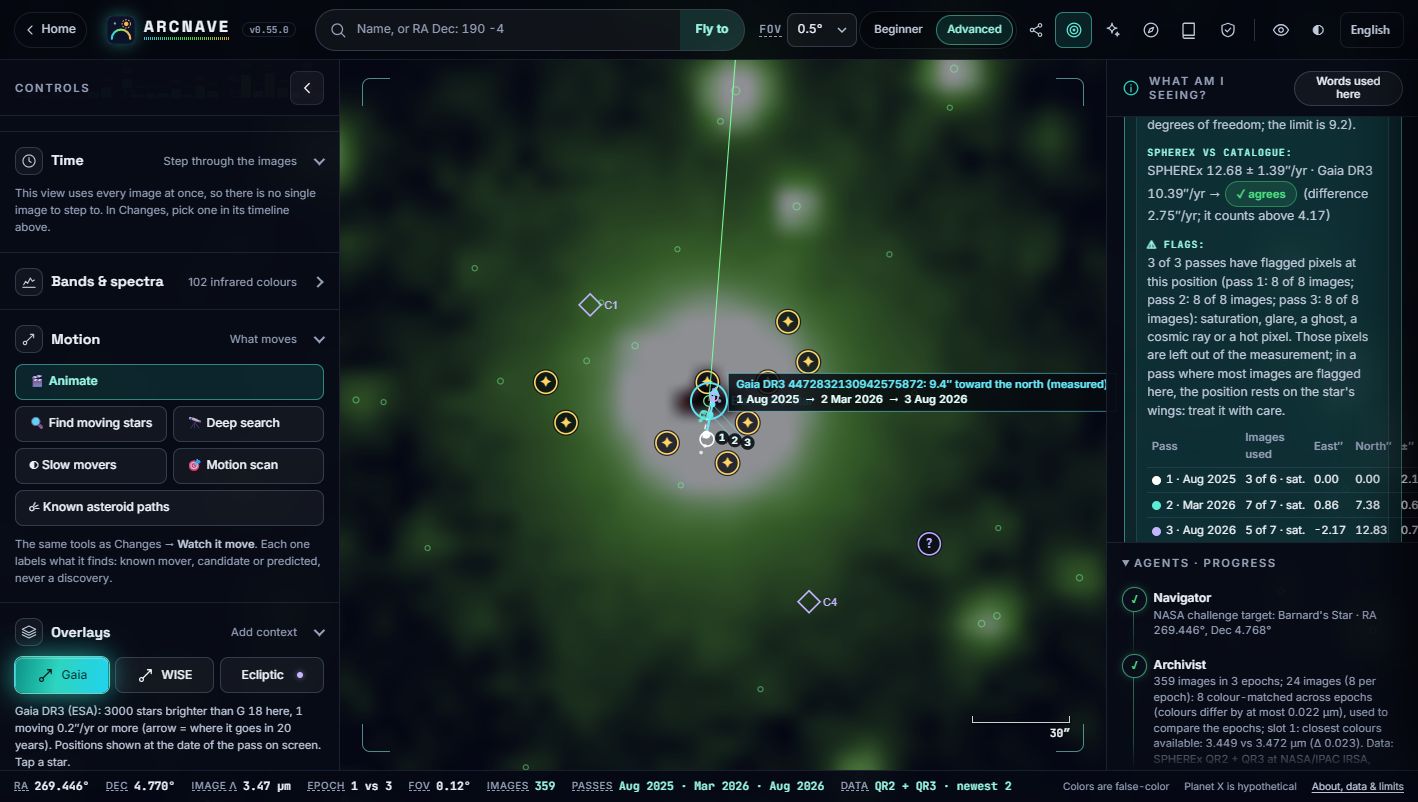 Home
ARCNAVE
v0.55.0
Name, or RA Dec: 190 -4
Fly to
FOV
0.5°
Beginner
Advanced
English
CONTROLS
Time
Step through the images
This view uses every image at once, so there is no single
image to step to. In Changes, pick one in its timeline
above.
Bands & spectra
102 infrared colours
Motion
What moves
Animate
Find moving stars
Deep search
Slow movers
Motion scan
Known asteroid paths
The same tools as Changes → Watch it move. Each one
labels what it finds: known mover, candidate or predicted,
never a discovery.
Overlays
Add context
Gaia
WISE
Ecliptic
Gaia DR3 (ESA): 3000 stars brighter than G 18 here, 1
moving 0.2″/yr or more (arrow = where it goes in 20
years). Positions shown at the date of the pass on screen.
Tap a star.
C1
Gaia DR3 4472832130942575872: 9.4″ toward the north (measured)
1 Aug 2025 → 2 Mar 2026 → 3 Aug 2026
1 2 3
?
C4
30″
WHAT AM I
SEEING?
Words used
here
degrees of freedom; the limit is 9.2).
SPHEREX VS CATALOGUE:
SPHEREx 12.68 ± 1.39″/yr · Gaia DR3
10.39″/yr → ✓ agrees (difference
2.75″/yr; it counts above 4.17)
⚠ FLAGS:
3 of 3 passes have flagged pixels at
this position (pass 1: 8 of 8 images;
pass 2: 8 of 8 images; pass 3: 8 of 8
images): saturation, glare, a ghost, a
cosmic ray or a hot pixel. Those pixels
are left out of the measurement; in a
pass where most images are flagged
here, the position rests on the star's
wings: treat it with care.
Pass Images used East″ North″ ±″
1 · Aug 2025 3 of 6 · sat. 0.00 0.00 2.1
2 · Mar 2026 7 of 7 · sat. 0.86 7.38 0.6
3 · Aug 2026 5 of 7 · sat. -2.17 12.83 0.7
▼ AGENTS · PROGRESS
Navigator
NASA challenge target: Barnard's Star · RA
269.446°, Dec 4.768°
Archivist
359 images in 3 epochs; 24 images (8 per
epoch): 8 colour-matched across epochs
(colours differ by at most 0.022 µm), used to
compare the epochs; slot 1: closest colours
available: 3.449 vs 3.472 µm (Δ 0.023). Data:
SPHEREx QR2 + QR3 at NASA/IPAC IRSA,
RA 269.446° DEC 4.770° IMAGE Λ 3.47 µm EPOCH 1 vs 3 FOV 0.12° IMAGES 359 PASSES Aug 2025 · Mar 2026 · Aug 2026 DATA QR2 + QR3 · newest 2 Colors are false-color Planet X is hypothetical About, data & limits